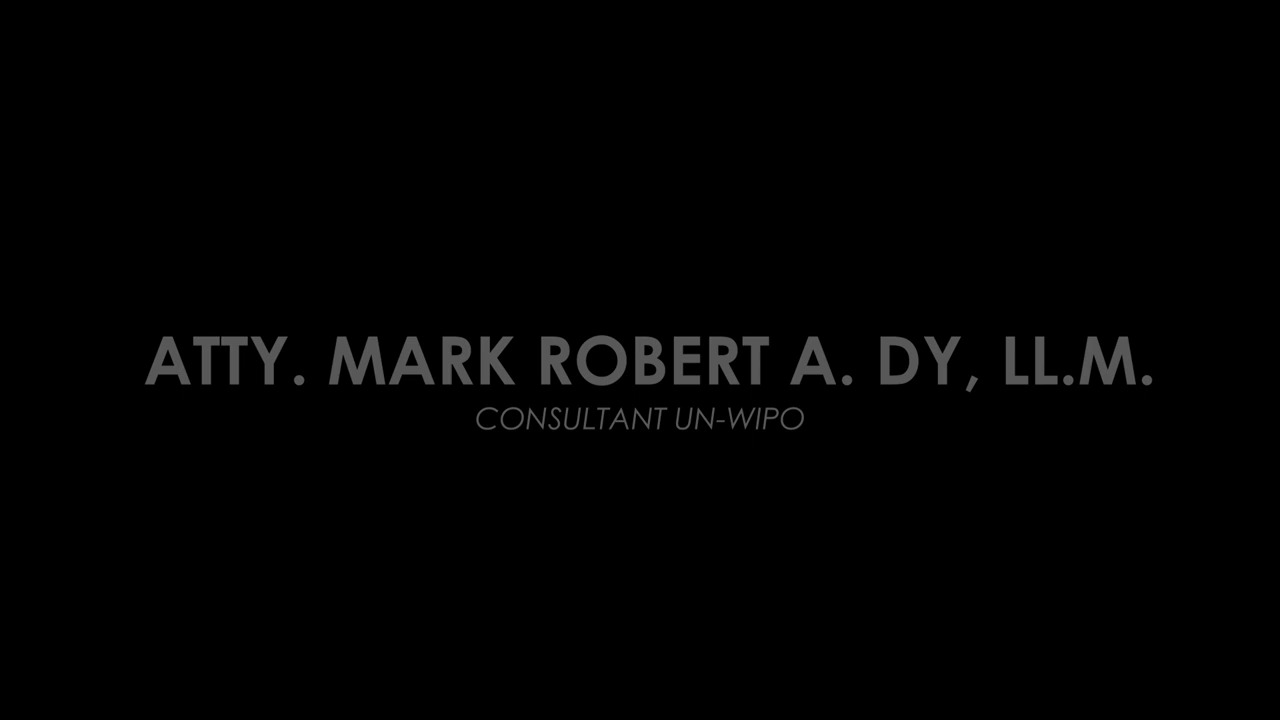 ATTY. MARK ROBERT A. DY, LL.M.
CONSULTANT UN-WIPO